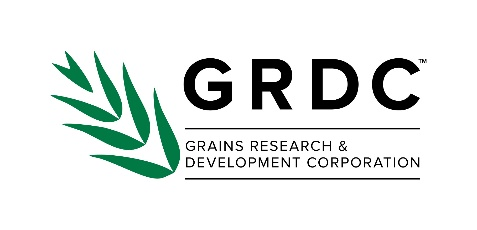 GRDC™
GRAINS RESEARCH &
DEVELOPMENT CORPORATION